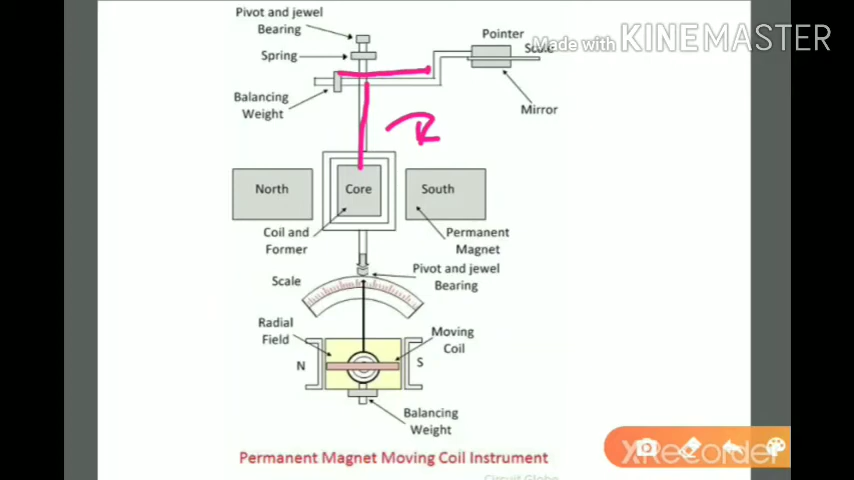 Pivot and jewel
Bearing
Spring
Balancing
Weight
Pointer
Scale
Made with KINEMASTER
Mirror
North
Core
South
Coil and
Former
Permanent
Magnet
Pivot and jewel
Bearing
Scale
Radial
Field
Moving
Coil
N
S
Balancing
Weight
XRecorder
Permanent Magnet Moving Coil Instrument
Circuit Globe